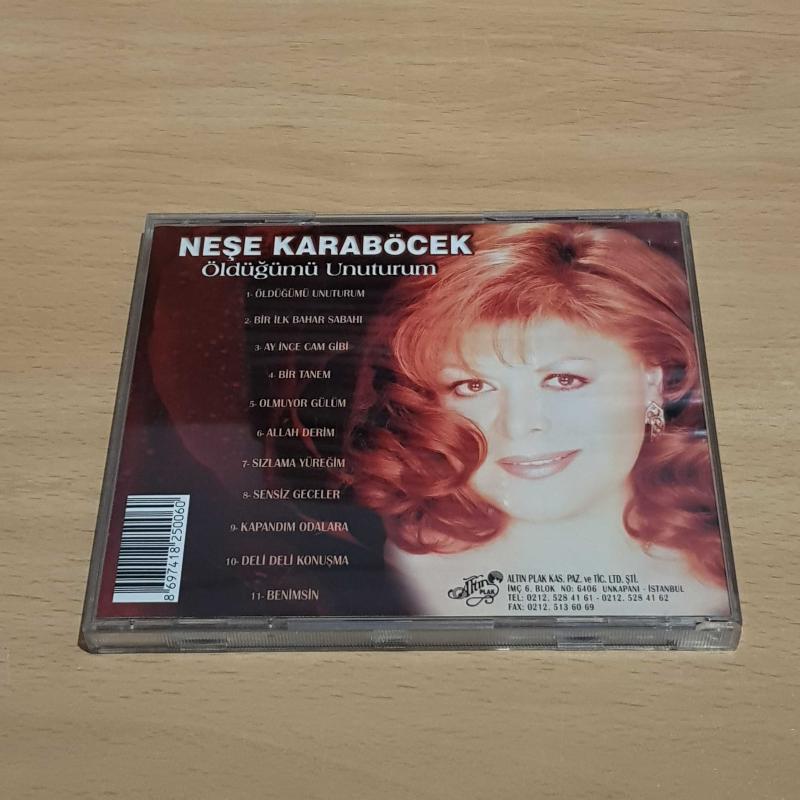 NEŞE KARABÖCEK
Öldüğümü Unuturum
1- ÖLDÜĞÜMÜ UNUTURUM
2- BİR İLK BAHAR SABAHI
3- AY İNCE CAM GİBİ
4- BİR TANEM
5- OLMUYOR GÜLÜM
6- ALLAH DERİM
7- SIZLAMA YÜREĞİM
8- SENSİZ GECELER
9- KAPANDIM ODALARA
10- DELİ DELİ KONUŞMA
11- BENİMSİN
8 697418 250060
Altın PLAK
ALTIN PLAK KAS. PAZ. ve TİC. LTD. ŞTİ.
İMÇ 6. BLOK NO: 6406 UNKAPANI - İSTANBUL
TEL: 0212. 528 41 61 - 0212. 528 41 62
FAX: 0212. 513 60 69